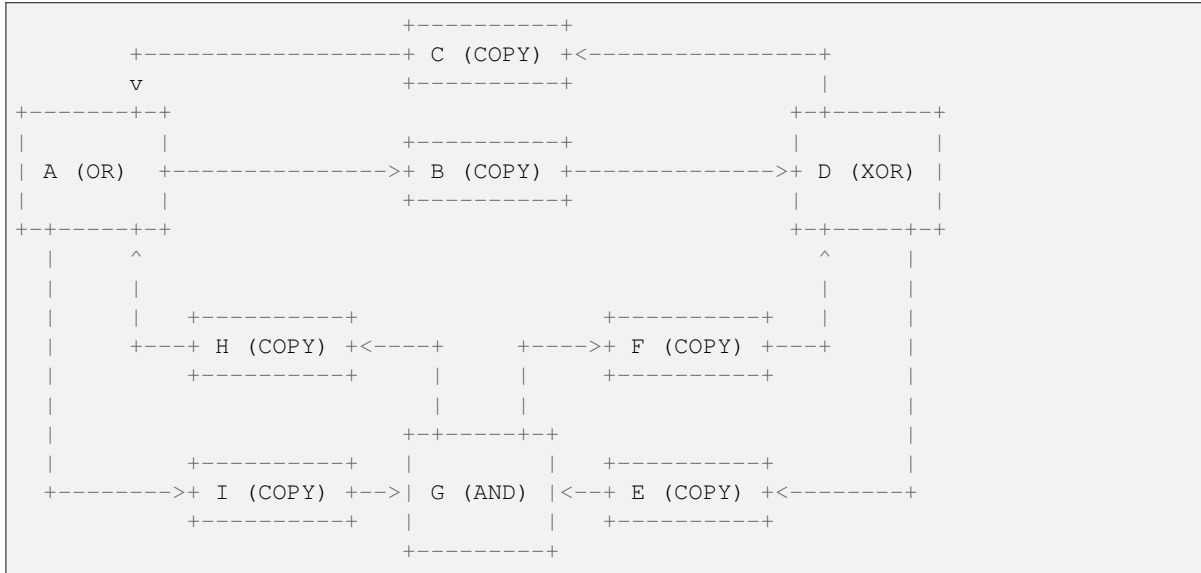 C (COPY)
A (OR) B (COPY) D (XOR)
H (COPY) F (COPY)
I (COPY) G (AND) E (COPY)